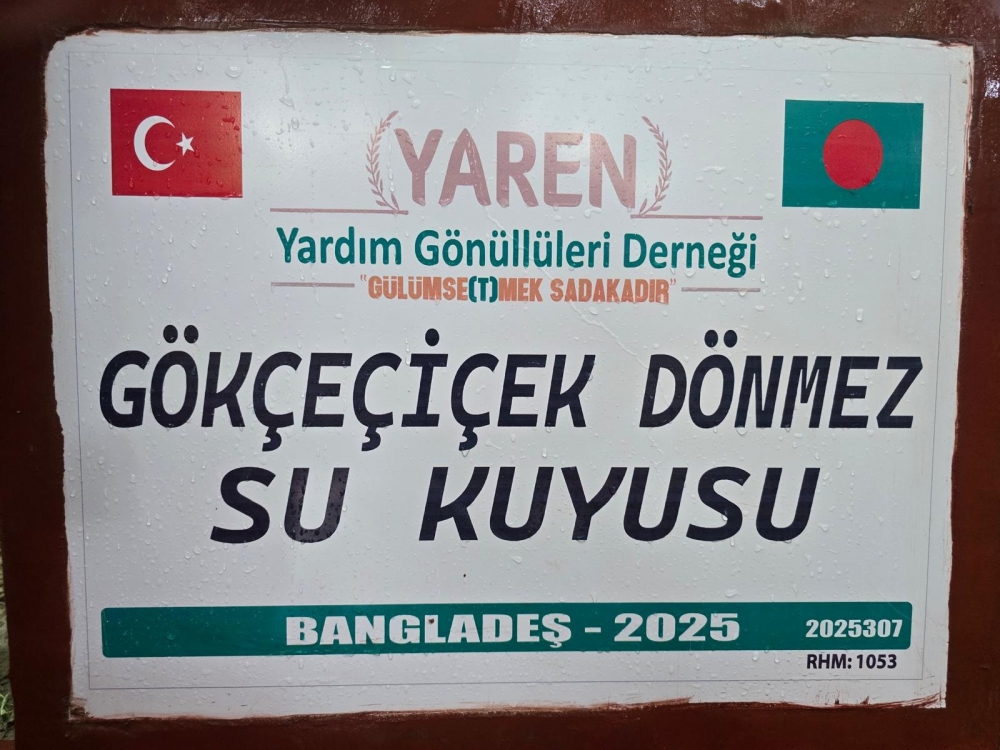 YAREN
Yardım Gönüllüleri Derneği
"GÜLÜMSE(T)MEK SADAKADIR"
GÖKÇEÇİÇEK DÖNMEZ
SU KUYUSU
BANGLADEŞ - 2025 2025307
RHM: 1053